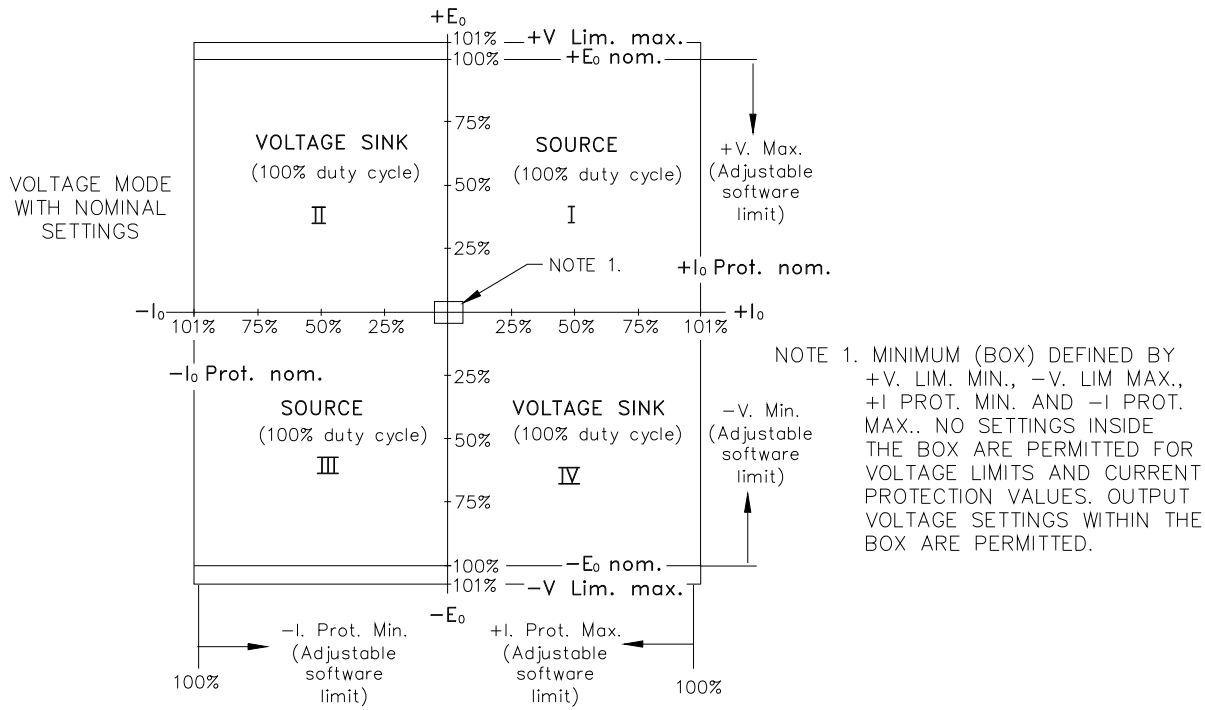 +E₀
101% +V Lim. max.
100% +E₀ nom.
75%
VOLTAGE SINK
(100% duty cycle)
II
SOURCE
(100% duty cycle)
I
50%
25%
+V. Max.
(Adjustable
software
limit)
VOLTAGE MODE
WITH NOMINAL
SETTINGS
NOTE 1.
+I₀ Prot. nom.
−I₀
101% 75% 50% 25% 25% 50% 75% 101%
+I₀
−I₀ Prot. nom.
25%
SOURCE
(100% duty cycle)
III
VOLTAGE SINK
(100% duty cycle)
IV
50%
75%
−V. Min.
(Adjustable
software
limit)
NOTE 1. MINIMUM (BOX) DEFINED BY
+V. LIM. MIN., −V. LIM MAX.,
+I PROT. MIN. AND −I PROT.
MAX.. NO SETTINGS INSIDE
THE BOX ARE PERMITTED FOR
VOLTAGE LIMITS AND CURRENT
PROTECTION VALUES. OUTPUT
VOLTAGE SETTINGS WITHIN THE
BOX ARE PERMITTED.
100% −E₀ nom.
101% −V Lim. max.
−E₀
−I. Prot. Min.
(Adjustable
software
limit)
+I. Prot. Max.
(Adjustable
software
limit)
100%
100%